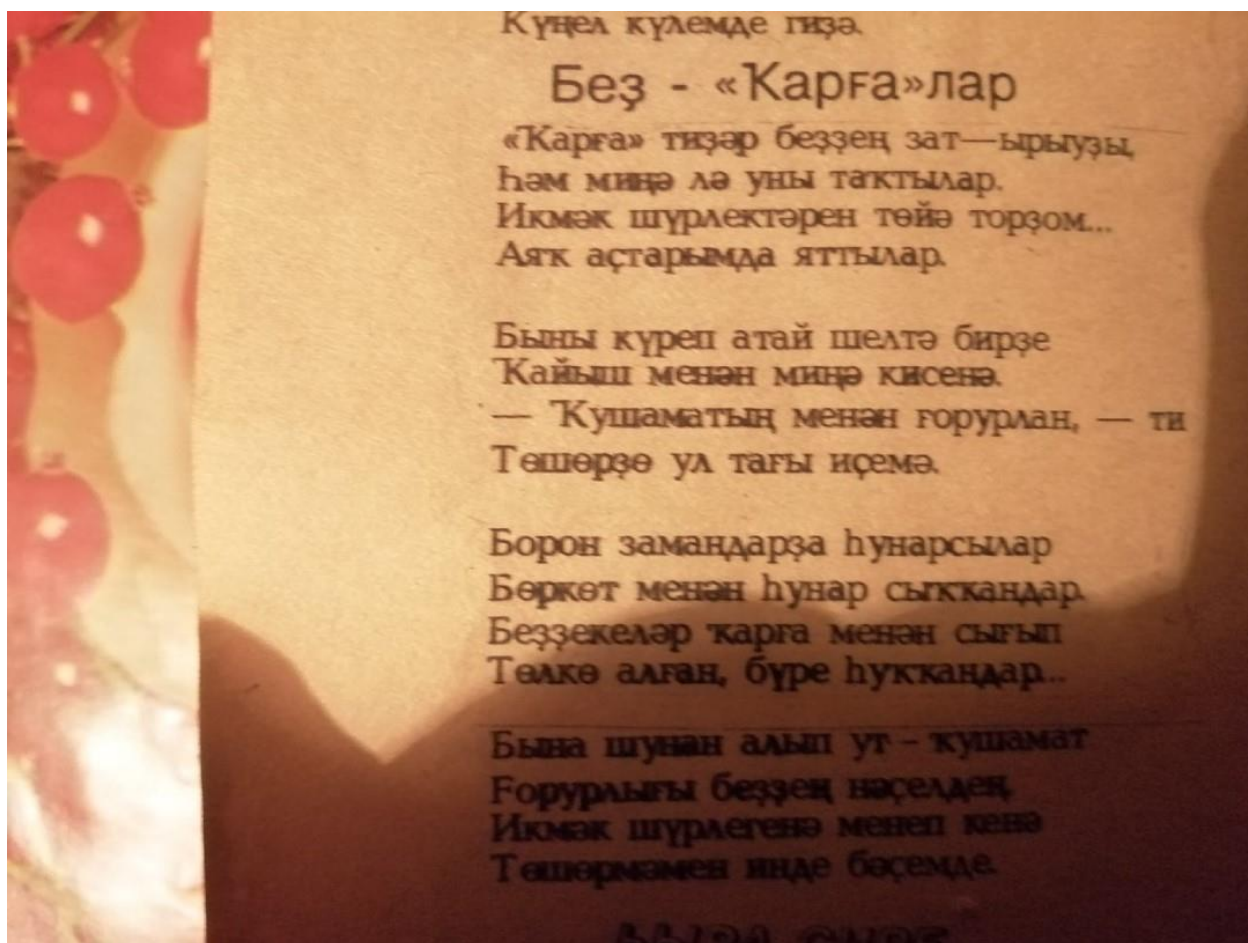 Күңел күлемде гиҙә.
Беҙ - «Ҡарға»лар
«Ҡарға» тиҙәр беҙҙең зат—ырыуҙы,
Һәм миңә лә уны таҡтылар.
Икмәк шүрлектәрен төйә торҙом...
Аяҡ аҫтарымда яттылар.
Быны күреп атай шелтә бирҙе
Ҡайыш менән миңә кисенә.
— Ҡушаматың менән ғорурлан, — ти
Төшөрҙө ул тағы иҫемә.
Борон замандарҙа һунарсылар
Бөркөт менән һунар сыҡҡандар.
Беҙҙекеләр ҡарға менән сығып
Төлкө алған, бүре һуҡҡандар...
Бына шунан алып ут – ҡушамат
Ғорурлығы беҙҙең нәҫелдең.
Икмәк шүрлегенә менеп кенә
Төшөрмәмен инде бәҫемде.